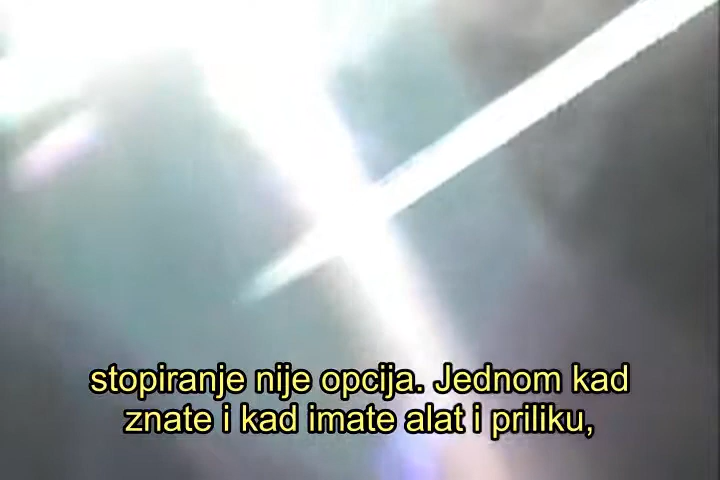 stopiranje nije opcija. Jednom kad
znate i kad imate alat i priliku,